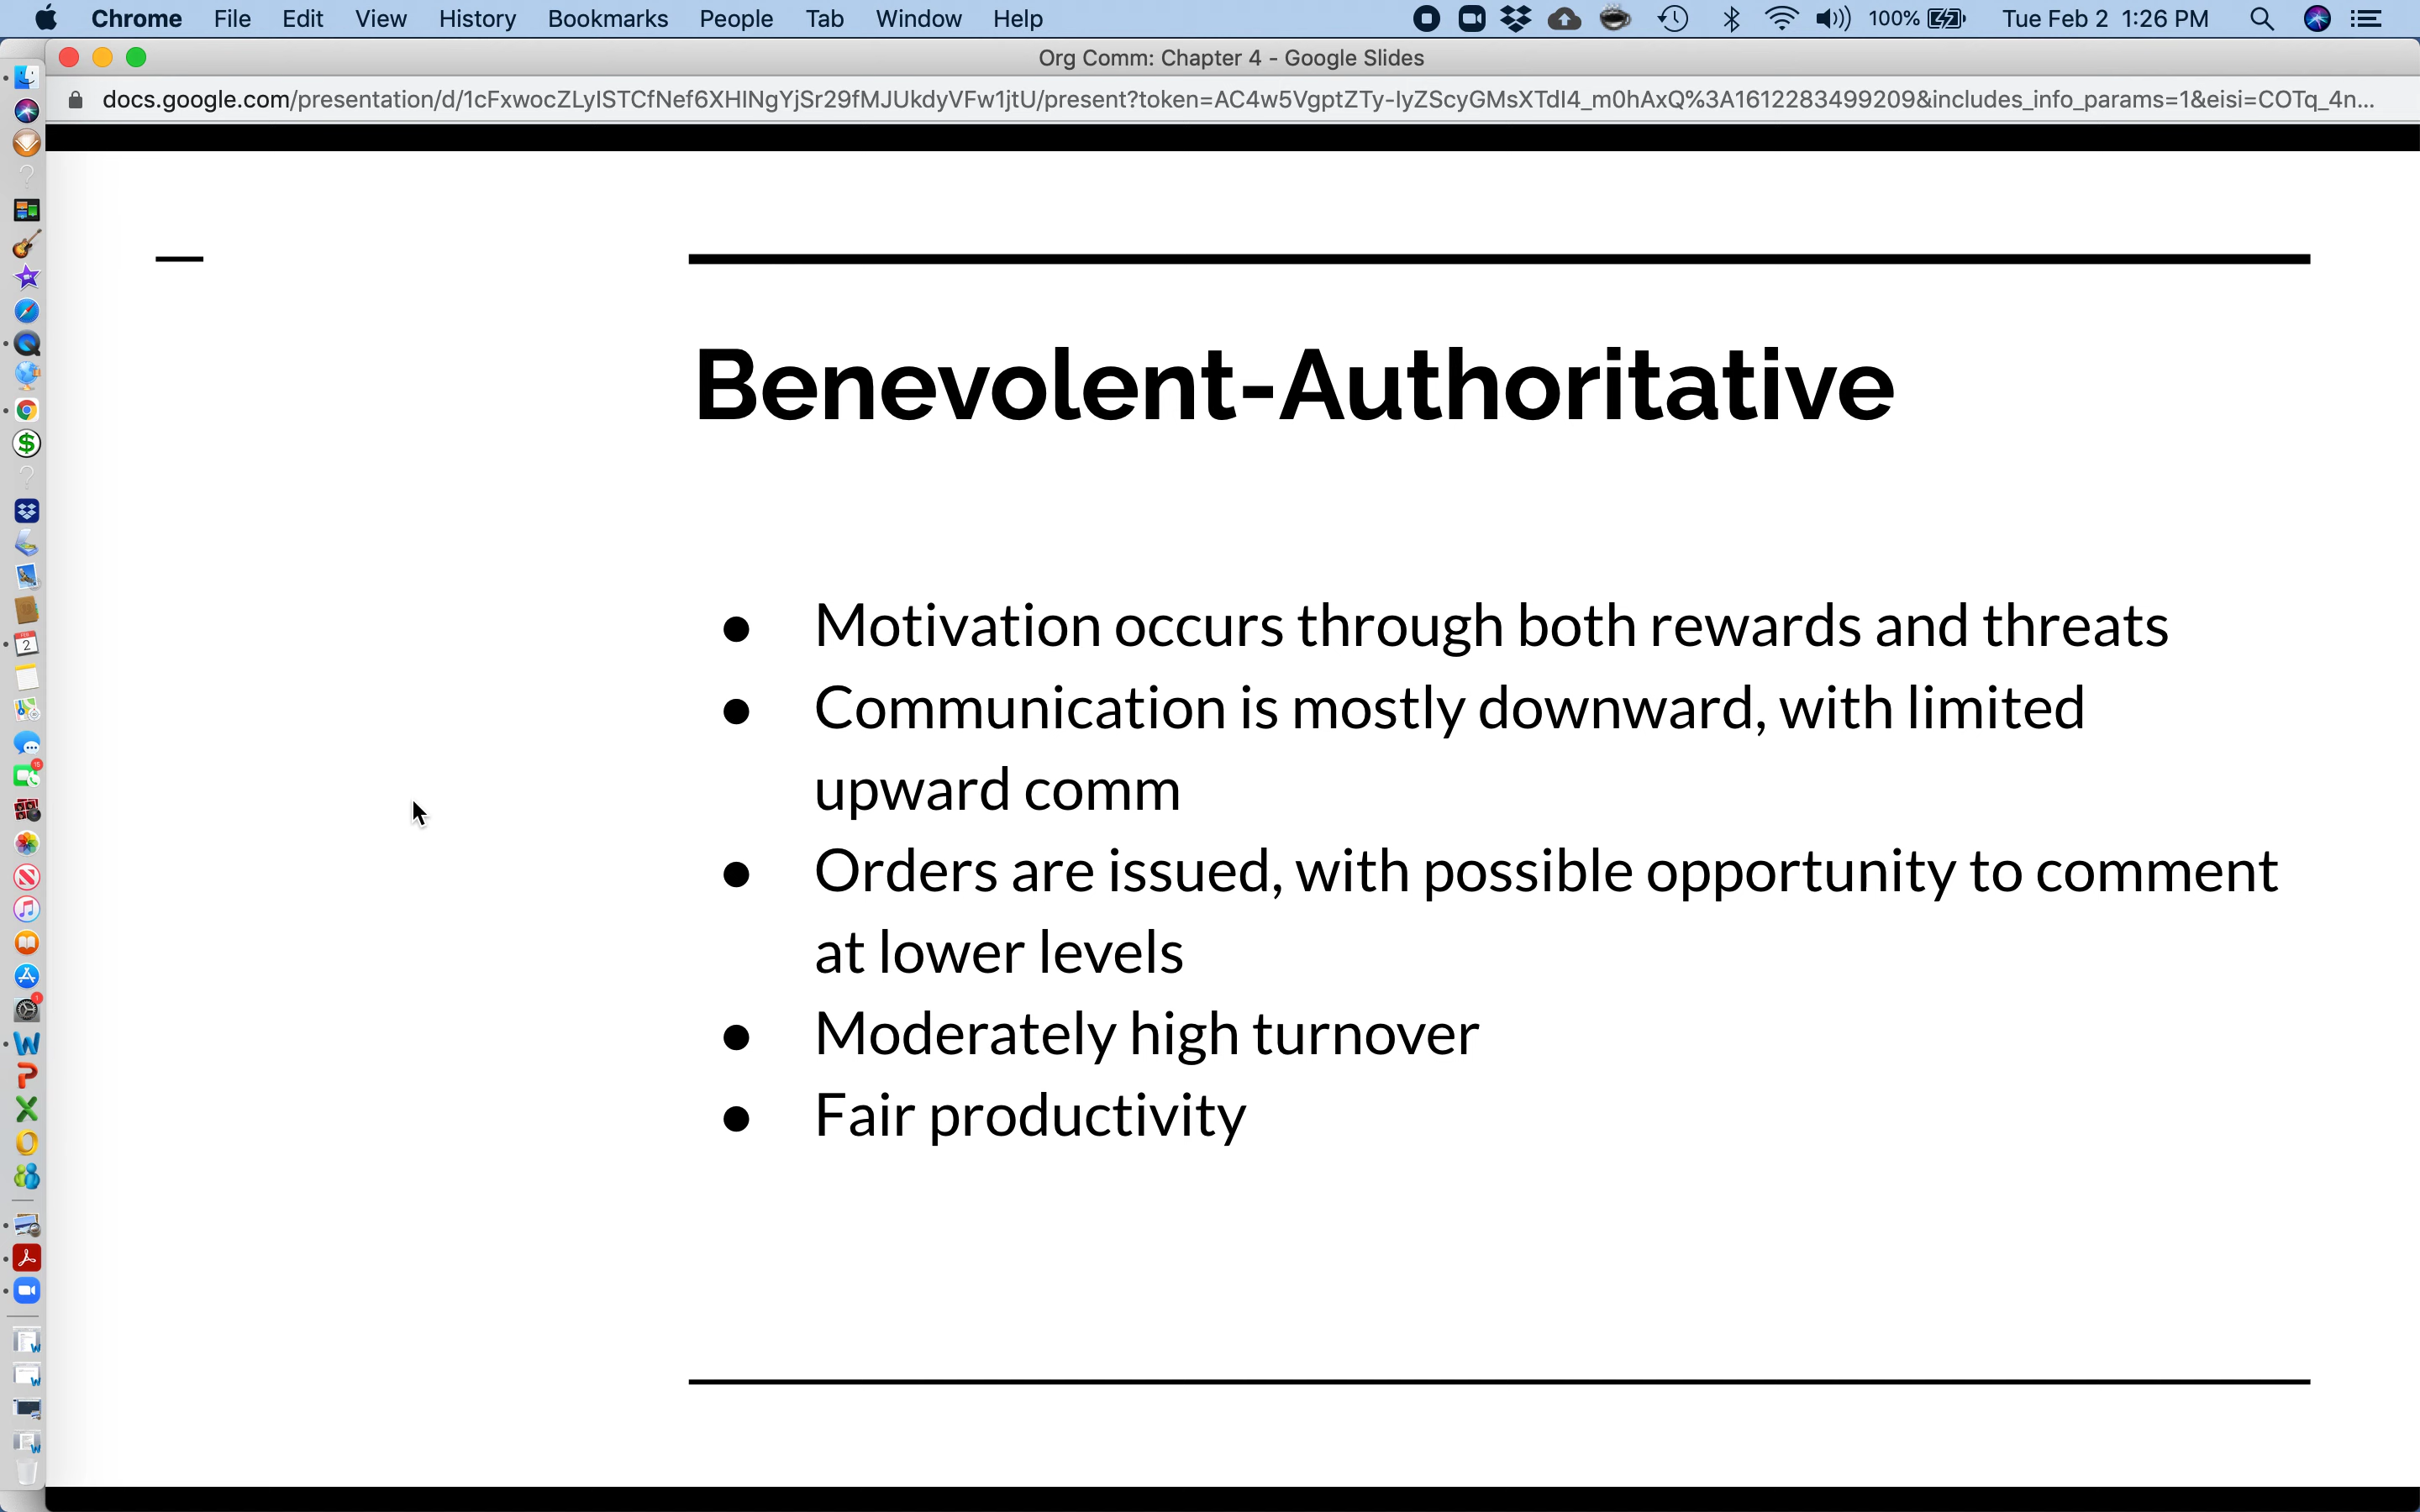 Chrome File Edit View History Bookmarks People Tab Window Help 100% Tue Feb 2 1:26 PM
Org Comm: Chapter 4 - Google Slides
docs.google.com/presentation/d/1cFxwocZLyISTCfNef6XHINgYjSr29fMJUkdyVFw1jtU/present?token=AC4w5VgptZTy-IyZScyGMsXTdI4_m0hAxQ%3A1612283499209&includes_info_params=1&eisi=COTq_4n...
Benevolent-Authoritative
● Motivation occurs through both rewards and threats
● Communication is mostly downward, with limited
upward comm
● Orders are issued, with possible opportunity to comment
at lower levels
● Moderately high turnover
● Fair productivity